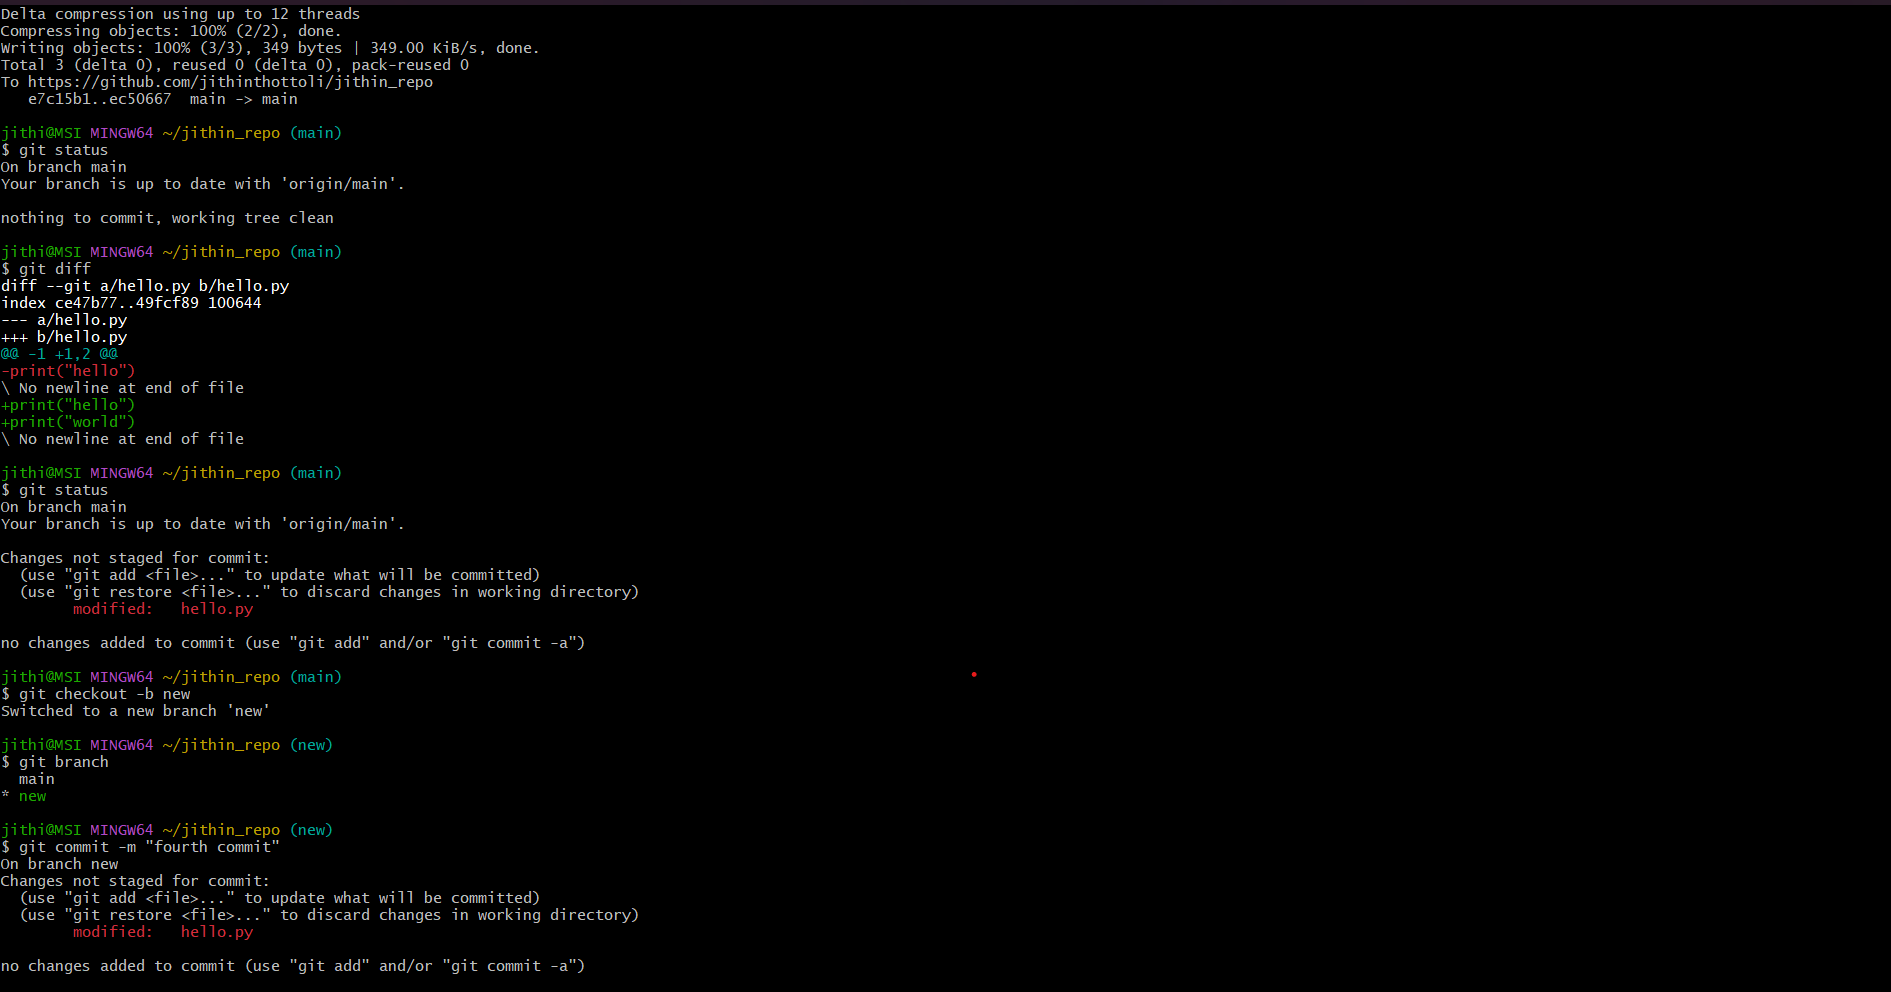 Delta compression using up to 12 threads
Compressing objects: 100% (2/2), done.
Writing objects: 100% (3/3), 349 bytes | 349.00 KiB/s, done.
Total 3 (delta 0), reused 0 (delta 0), pack-reused 0
To https://github.com/jithinthottoli/jithin_repo
   e7c15b1..ec50667  main -> main

jithi@MSI MINGW64 ~/jithin_repo (main)
$ git status
On branch main
Your branch is up to date with 'origin/main'.

nothing to commit, working tree clean

jithi@MSI MINGW64 ~/jithin_repo (main)
$ git diff
diff --git a/hello.py b/hello.py
index ce47b77..49fcf89 100644
--- a/hello.py
+++ b/hello.py
@@ -1 +1,2 @@
-print("hello")
\ No newline at end of file
+print("hello")
+print("world")
\ No newline at end of file

jithi@MSI MINGW64 ~/jithin_repo (main)
$ git status
On branch main
Your branch is up to date with 'origin/main'.

Changes not staged for commit:
  (use "git add <file>..." to update what will be committed)
  (use "git restore <file>..." to discard changes in working directory)
        modified:   hello.py

no changes added to commit (use "git add" and/or "git commit -a")

jithi@MSI MINGW64 ~/jithin_repo (main)
$ git checkout -b new
Switched to a new branch 'new'

jithi@MSI MINGW64 ~/jithin_repo (new)
$ git branch
  main
* new

jithi@MSI MINGW64 ~/jithin_repo (new)
$ git commit -m "fourth commit"
On branch new
Changes not staged for commit:
  (use "git add <file>..." to update what will be committed)
  (use "git restore <file>..." to discard changes in working directory)
        modified:   hello.py

no changes added to commit (use "git add" and/or "git commit -a")